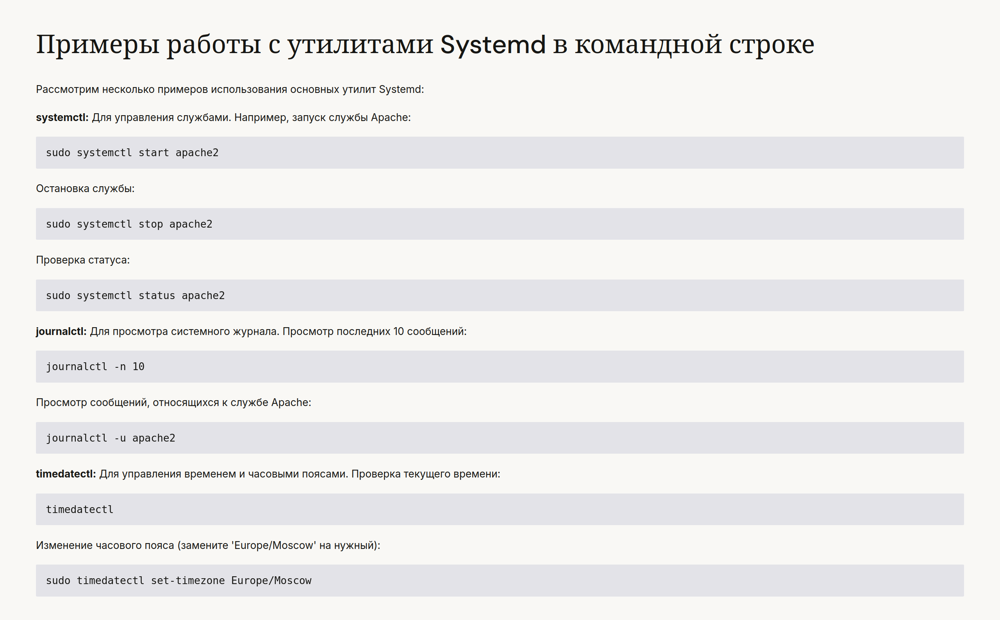 Примеры работы с утилитами Systemd в командной строке
Рассмотрим несколько примеров использования основных утилит Systemd:
systemctl: Для управления службами. Например, запуск службы Apache:
sudo systemctl start apache2
Остановка службы:
sudo systemctl stop apache2
Проверка статуса:
sudo systemctl status apache2
journalctl: Для просмотра системного журнала. Просмотр последних 10 сообщений:
journalctl -n 10
Просмотр сообщений, относящихся к службе Apache:
journalctl -u apache2
timedatectl: Для управления временем и часовыми поясами. Проверка текущего времени:
timedatectl
Изменение часового пояса (замените 'Europe/Moscow' на нужный):
sudo timedatectl set-timezone Europe/Moscow